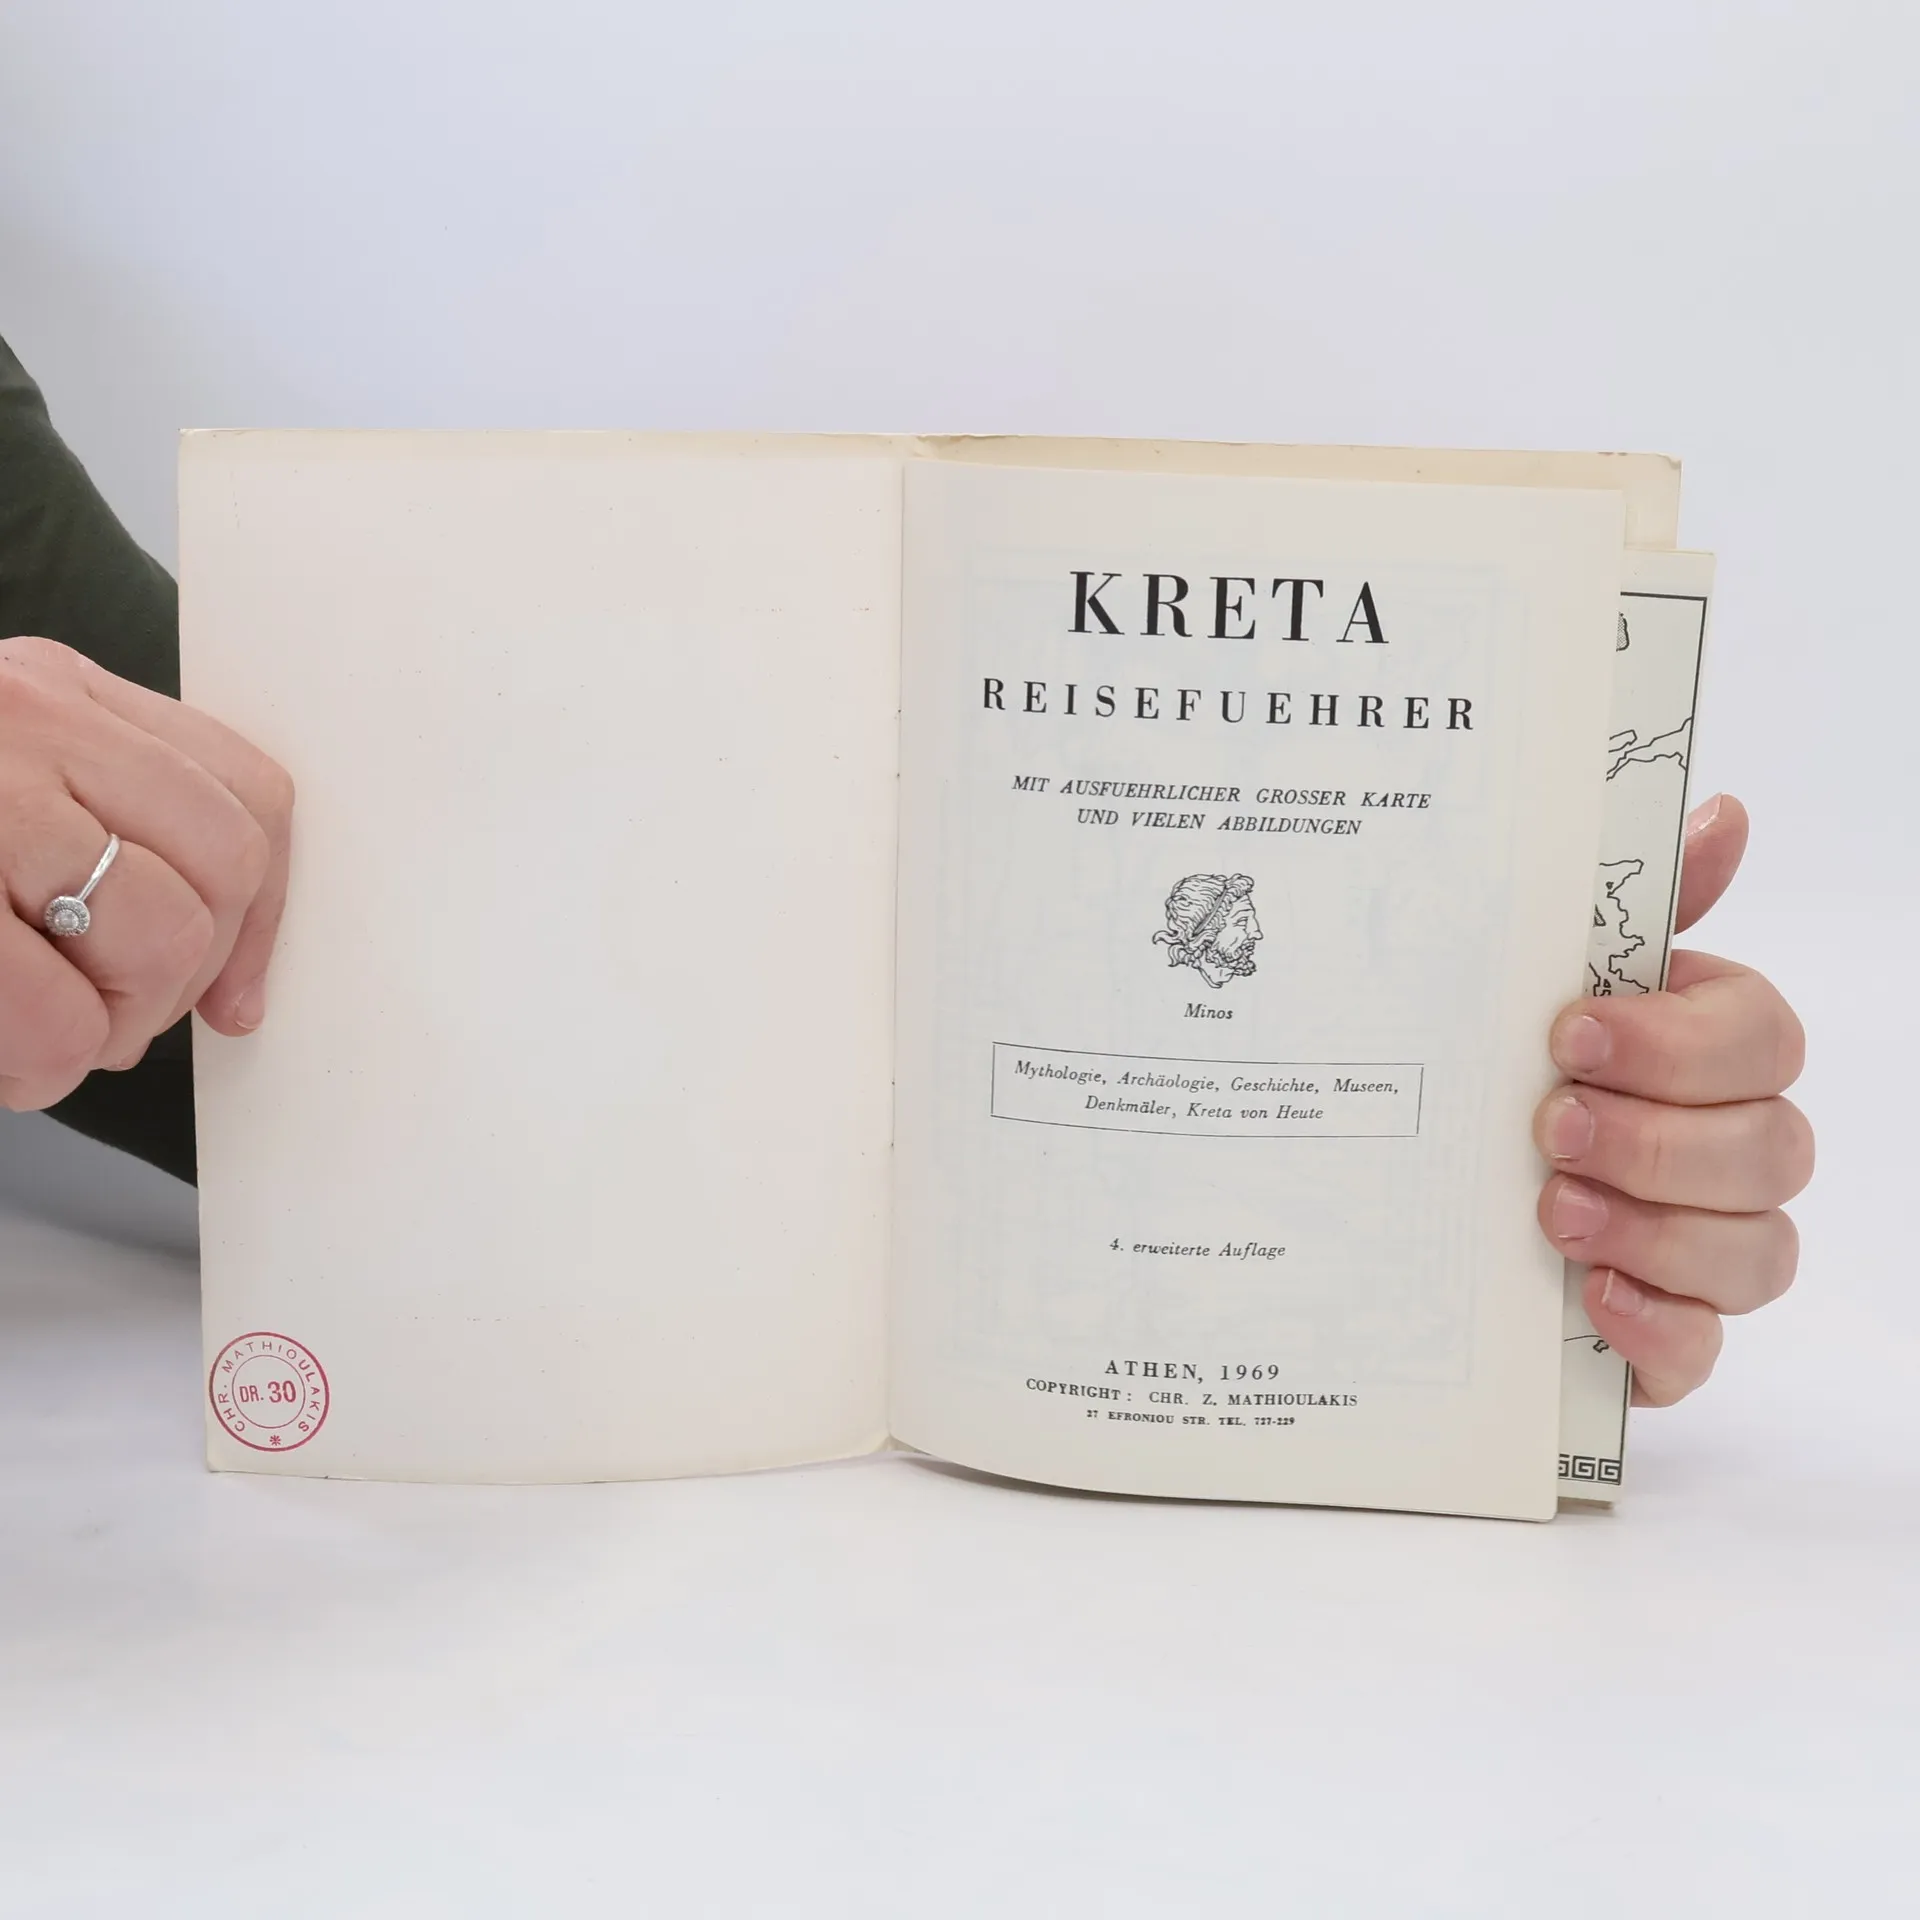 CHR. MATHIOULAKIS
DR. 30
KRETA
REISEFUEHRER
MIT AUSFUEHRLICHER GROSSER KARTE
UND VIELEN ABBILDUNGEN
Minos
Mythologie, Archäologie, Geschichte, Museen,
Denkmäler, Kreta von Heute
4. erweiterte Auflage
ATHEN, 1969
COPYRIGHT : CHR. Z. MATHIOULAKIS
27 EFRONIOU STR. TEL. 727-229